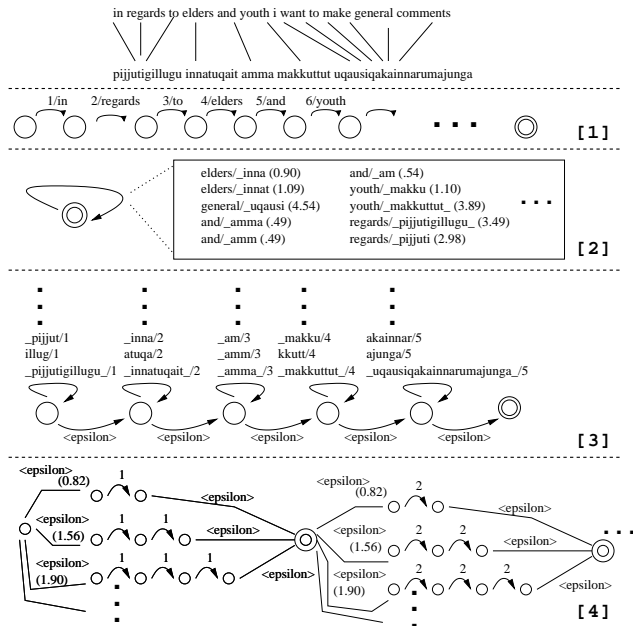 in regards to elders and youth i want to make general comments
pijjutigillugu innatuqait amma makkuttut uqausiqakainnarumajunga
1/in 2/regards 3/to 4/elders 5/and 6/youth
[1]
elders/_inna (0.90) and/_am (.54)
elders/_innat (1.09) youth/_makku (1.10)
general/_uqausi (4.54) youth/_makkuttut_ (3.89)
and/_amma (.49) regards/_pijjutigillugu_ (3.49)
and/_amm (.49) regards/_pijjuti (2.98)
[2]
_pijjut/1 _inna/2 _am/3 _makku/4 akainnar/5
illug/1 atuqa/2 _amm/3 kkutt/4 ajunga/5
_pijjutigillugu_/1 _innatuqait_/2 _amma_/3 _makkuttut_/4 _uqausiqakainnarumajunga_/5
<epsilon> <epsilon> <epsilon> <epsilon> <epsilon>
[3]
<epsilon> (0.82) 1 <epsilon> <epsilon> (0.82) 2 <epsilon>
<epsilon> (1.56) 1 1 <epsilon> <epsilon> (1.56) 2 2 <epsilon>
<epsilon> (1.90) 1 1 1 <epsilon> <epsilon> (1.90) 2 2 2 <epsilon>
[4]